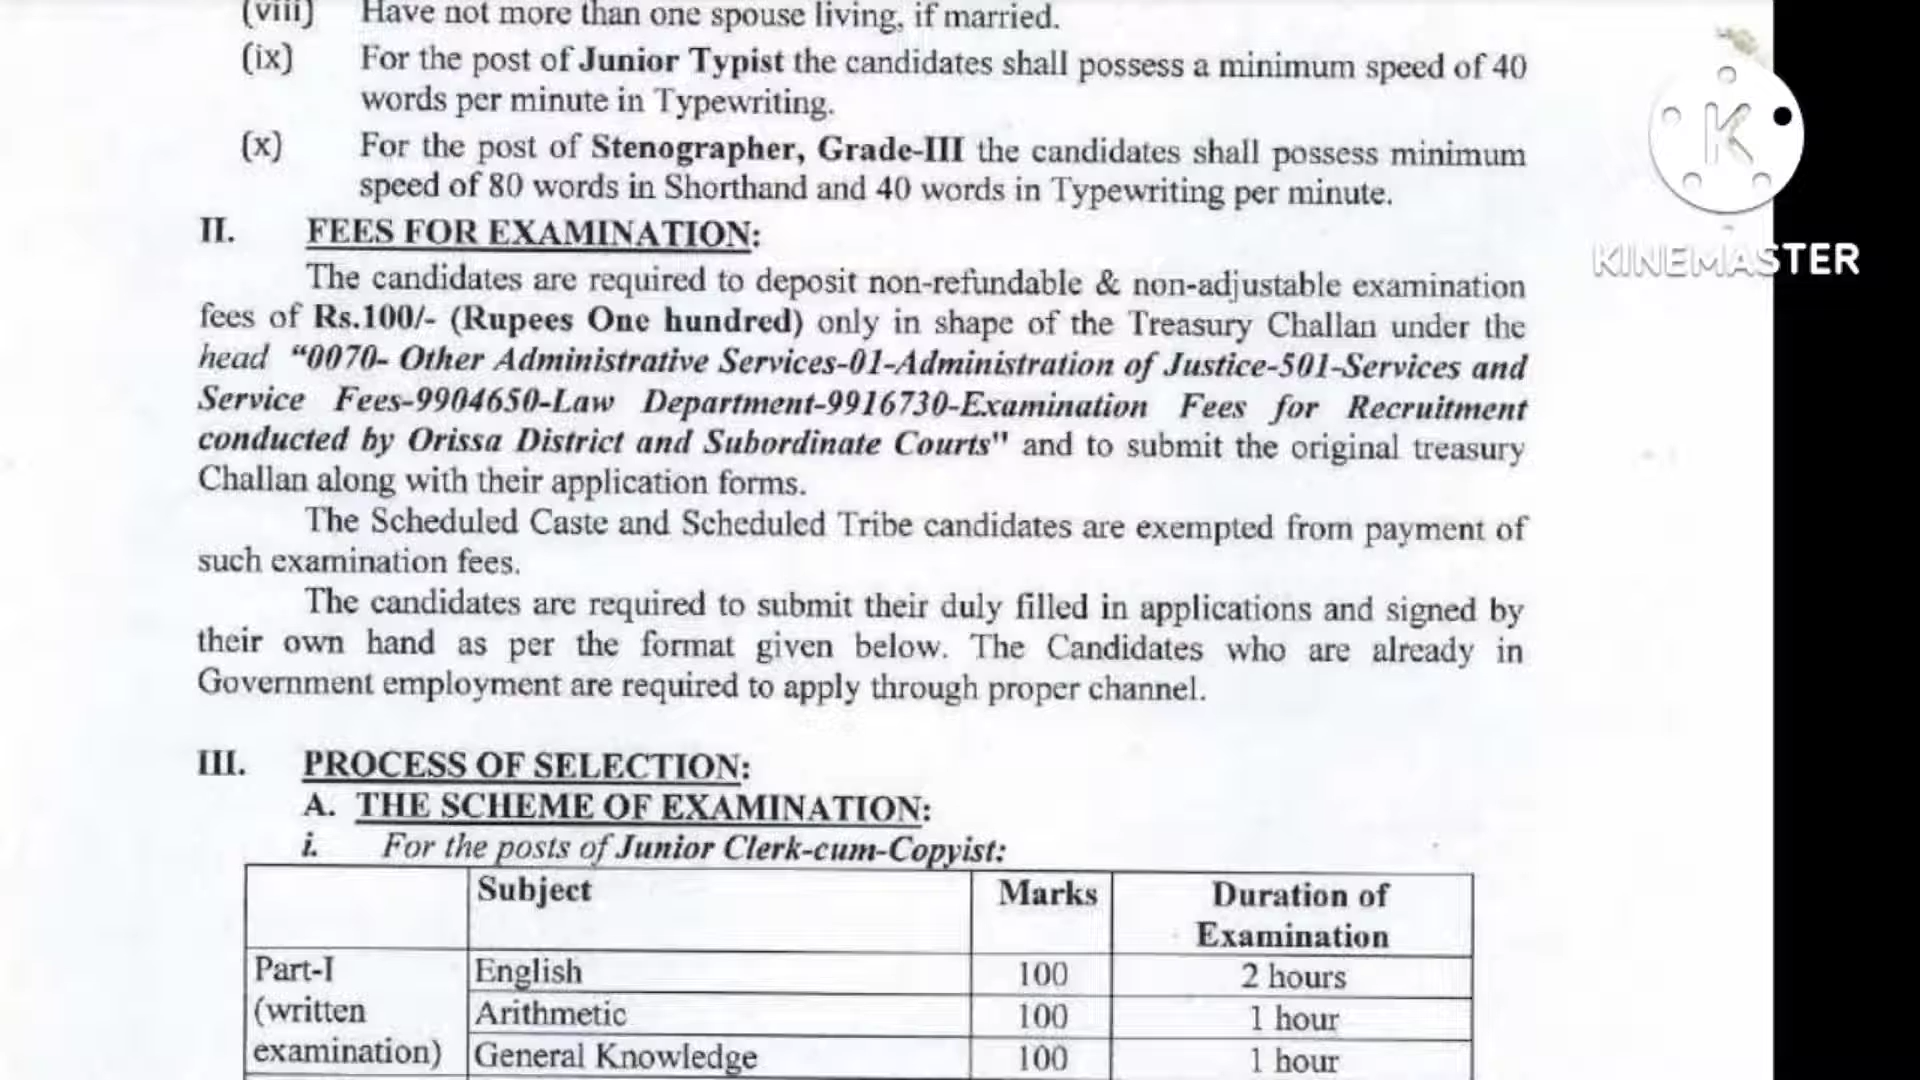 (viii) Have not more than one spouse living, if married.
(ix) For the post of Junior Typist the candidates shall possess a minimum speed of 40
words per minute in Typewriting.
(x) For the post of Stenographer, Grade-III the candidates shall possess minimum
speed of 80 words in Shorthand and 40 words in Typewriting per minute.
II. FEES FOR EXAMINATION:
The candidates are required to deposit non-refundable & non-adjustable examination
fees of Rs.100/- (Rupees One hundred) only in shape of the Treasury Challan under the
head “0070- Other Administrative Services-01-Administration of Justice-501-Services and
Service Fees-9904650-Law Department-9916730-Examination Fees for Recruitment
conducted by Orissa District and Subordinate Courts" and to submit the original treasury
Challan along with their application forms.
The Scheduled Caste and Scheduled Tribe candidates are exempted from payment of
such examination fees.
The candidates are required to submit their duly filled in applications and signed by
their own hand as per the format given below. The Candidates who are already in
Government employment are required to apply through proper channel.
III. PROCESS OF SELECTION:
A. THE SCHEME OF EXAMINATION:
i. For the posts of Junior Clerk-cum-Copyist:
Subject Marks Duration of
Examination
Part-I English 100 2 hours
(written Arithmetic 100 1 hour
examination) General Knowledge 100 1 hour
K
KINEMASTER